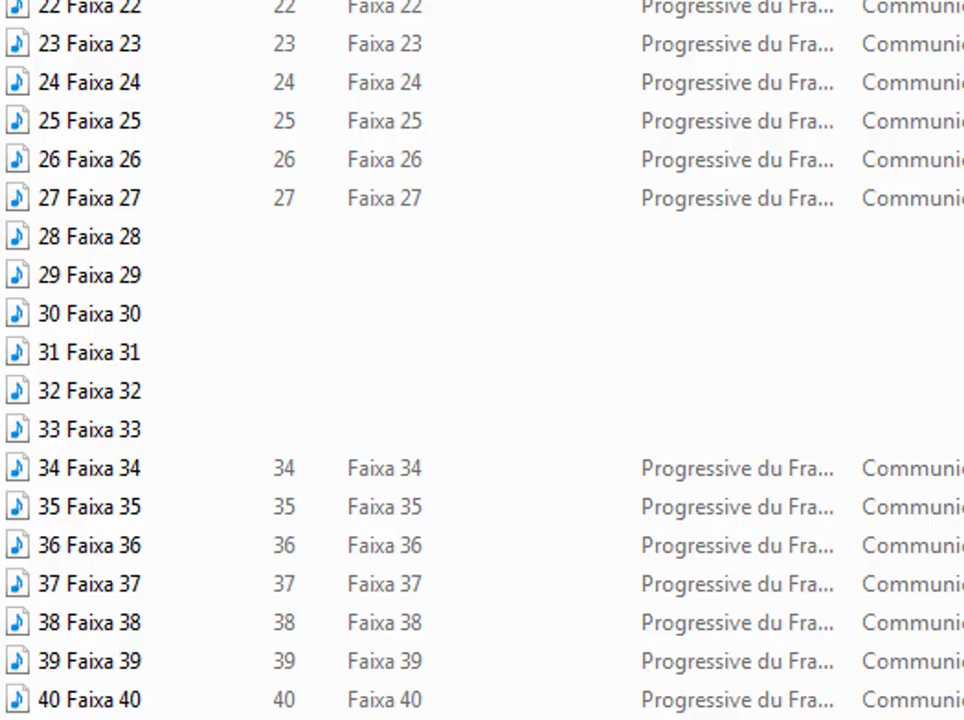 22 Faixa 22 22 Faixa 22 Progressive du Fra... Communi
23 Faixa 23 23 Faixa 23 Progressive du Fra... Communi
24 Faixa 24 24 Faixa 24 Progressive du Fra... Communi
25 Faixa 25 25 Faixa 25 Progressive du Fra... Communi
26 Faixa 26 26 Faixa 26 Progressive du Fra... Communi
27 Faixa 27 27 Faixa 27 Progressive du Fra... Communi
28 Faixa 28
29 Faixa 29
30 Faixa 30
31 Faixa 31
32 Faixa 32
33 Faixa 33
34 Faixa 34 34 Faixa 34 Progressive du Fra... Communi
35 Faixa 35 35 Faixa 35 Progressive du Fra... Communi
36 Faixa 36 36 Faixa 36 Progressive du Fra... Communi
37 Faixa 37 37 Faixa 37 Progressive du Fra... Communi
38 Faixa 38 38 Faixa 38 Progressive du Fra... Communi
39 Faixa 39 39 Faixa 39 Progressive du Fra... Communi
40 Faixa 40 40 Faixa 40 Progressive du Fra... Communi